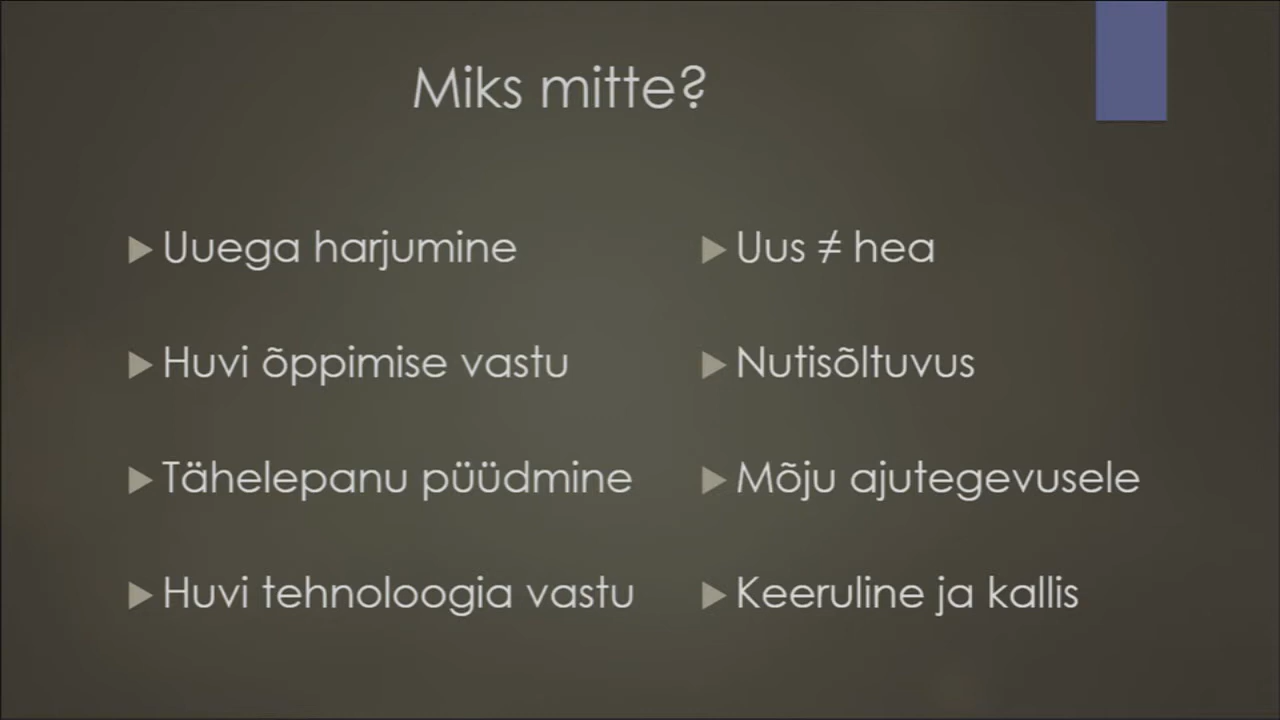 Miks mitte?
Uuega harjumine
Huvi õppimise vastu
Tähelepanu püüdmine
Huvi tehnoloogia vastu
Uus ≠ hea
Nutisõltuvus
Mõju ajutegevusele
Keeruline ja kallis